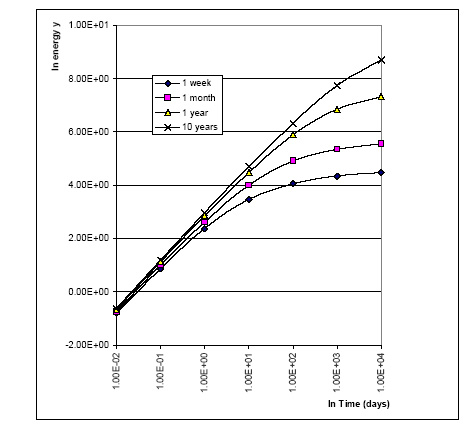 ln energy y
1.00E+01
8.00E+00
6.00E+00
4.00E+00
2.00E+00
0.00E+00
-2.00E+00
1 week
1 month
1 year
10 years
1.00E-02
1.00E-01
1.00E+00
1.00E+01
1.00E+02
1.00E+03
1.00E+04
ln Time (days)